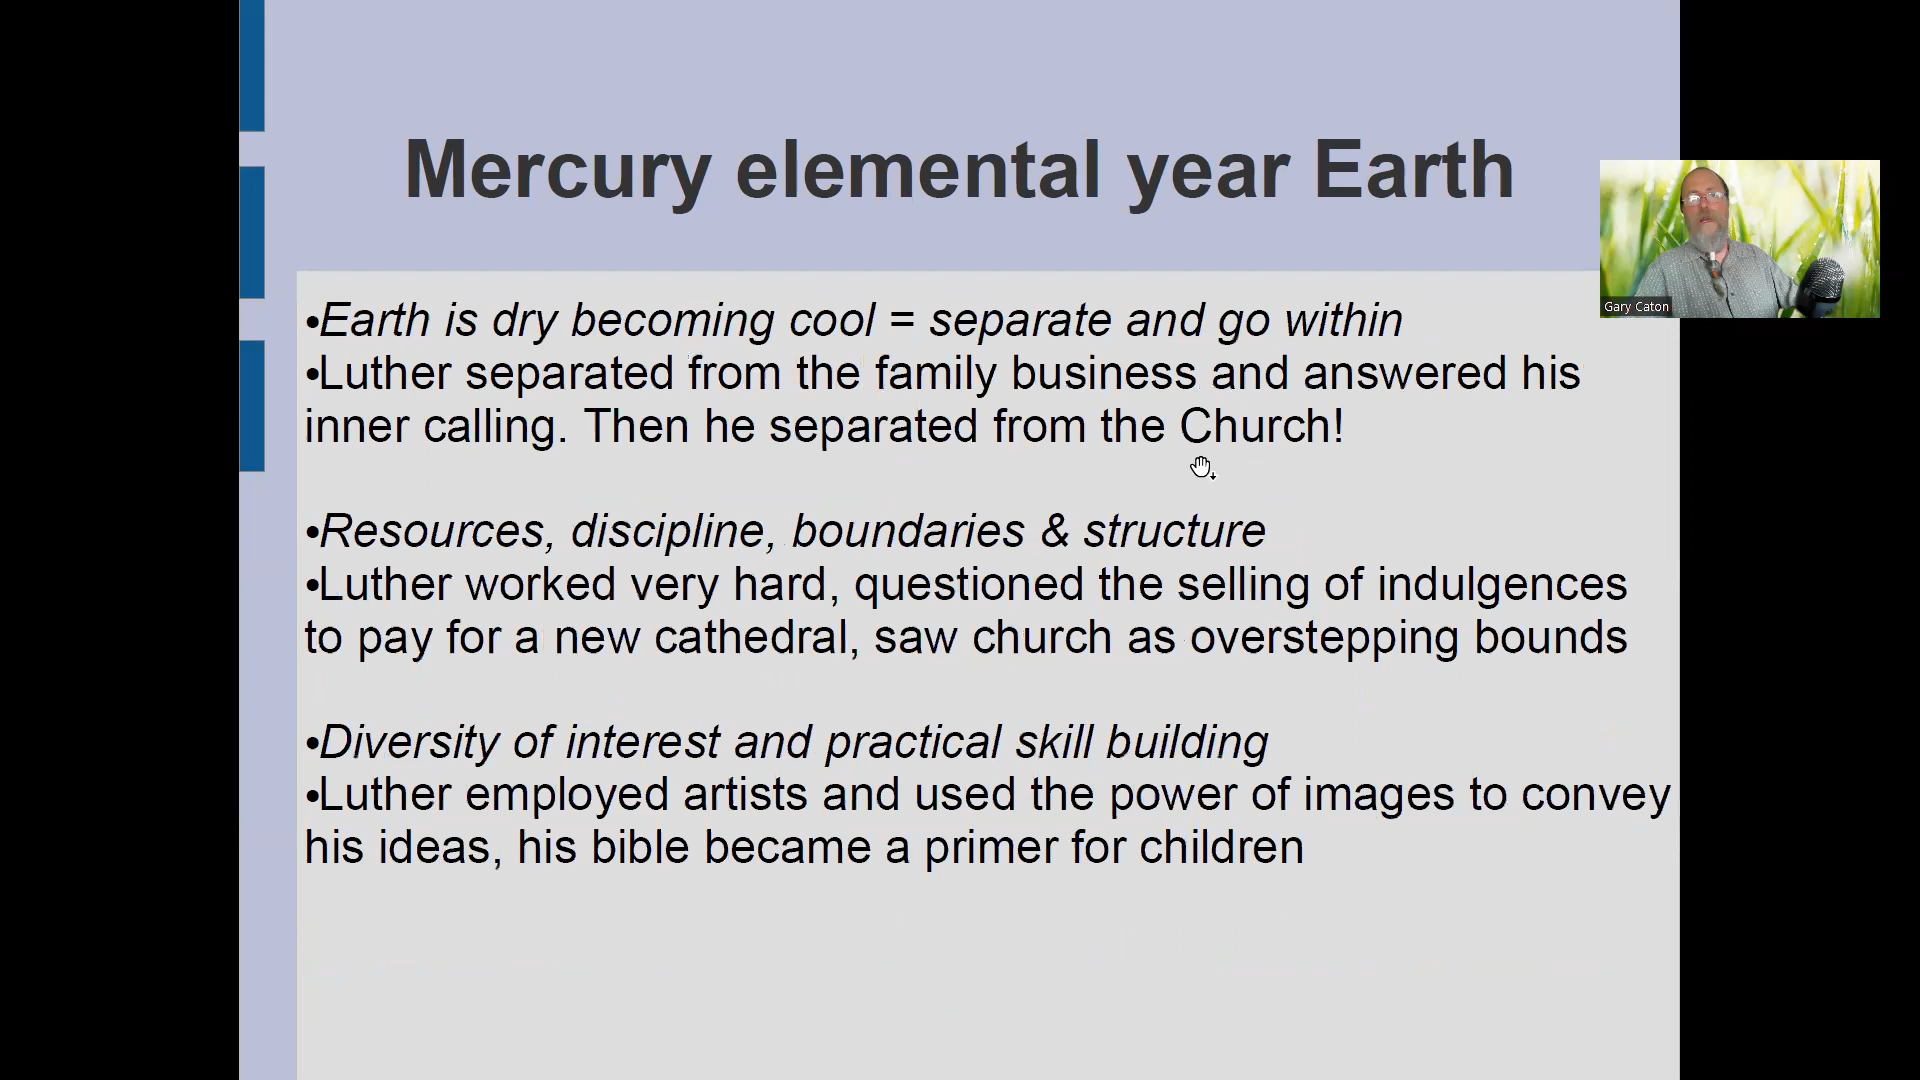 Mercury elemental year Earth
•Earth is dry becoming cool = separate and go within
•Luther separated from the family business and answered his
inner calling. Then he separated from the Church!
•Resources, discipline, boundaries & structure
•Luther worked very hard, questioned the selling of indulgences
to pay for a new cathedral, saw church as overstepping bounds
•Diversity of interest and practical skill building
•Luther employed artists and used the power of images to convey
his ideas, his bible became a primer for children
Gary Caton